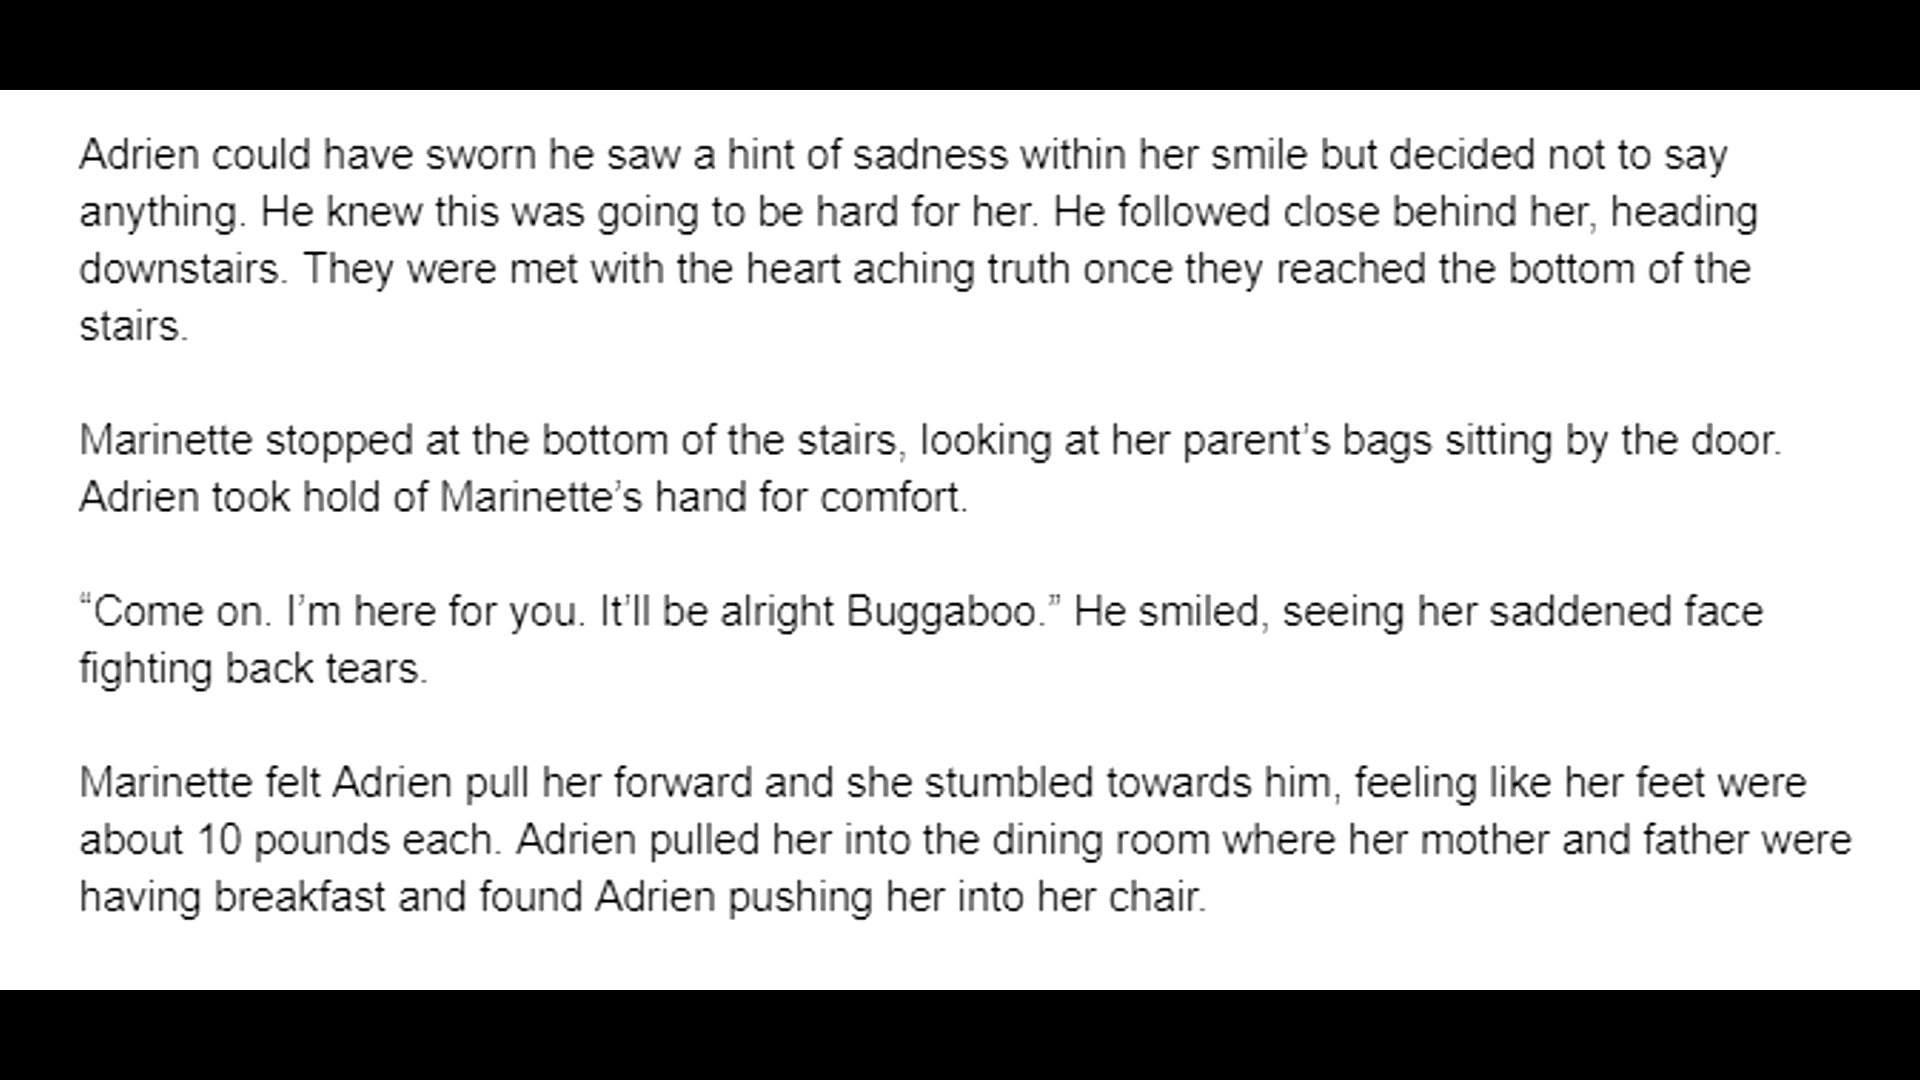 Adrien could have sworn he saw a hint of sadness within her smile but decided not to say
anything. He knew this was going to be hard for her. He followed close behind her, heading
downstairs. They were met with the heart aching truth once they reached the bottom of the
stairs.
Marinette stopped at the bottom of the stairs, looking at her parent’s bags sitting by the door.
Adrien took hold of Marinette’s hand for comfort.
“Come on. I’m here for you. It’ll be alright Buggaboo.” He smiled, seeing her saddened face
fighting back tears.
Marinette felt Adrien pull her forward and she stumbled towards him, feeling like her feet were
about 10 pounds each. Adrien pulled her into the dining room where her mother and father were
having breakfast and found Adrien pushing her into her chair.